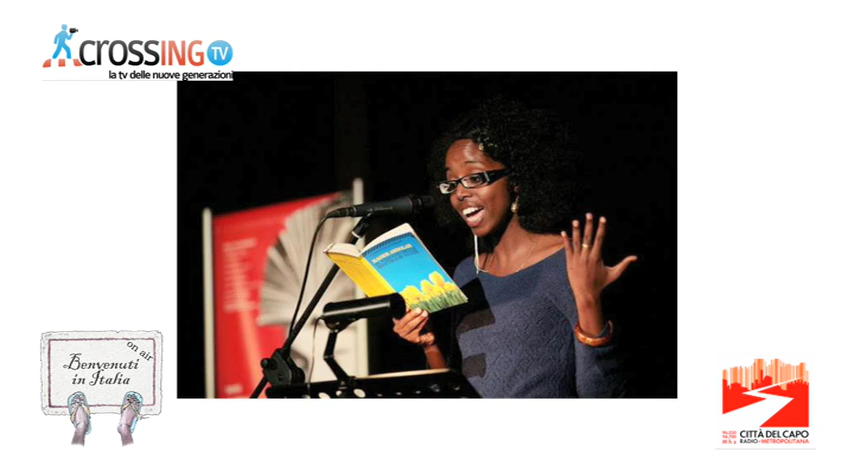 CROSSING TV
la tv delle nuove generazioni
on air
Benvenuti
in Italia
CITTÀ DEL CAPO
RADIO • METROPOLITANA